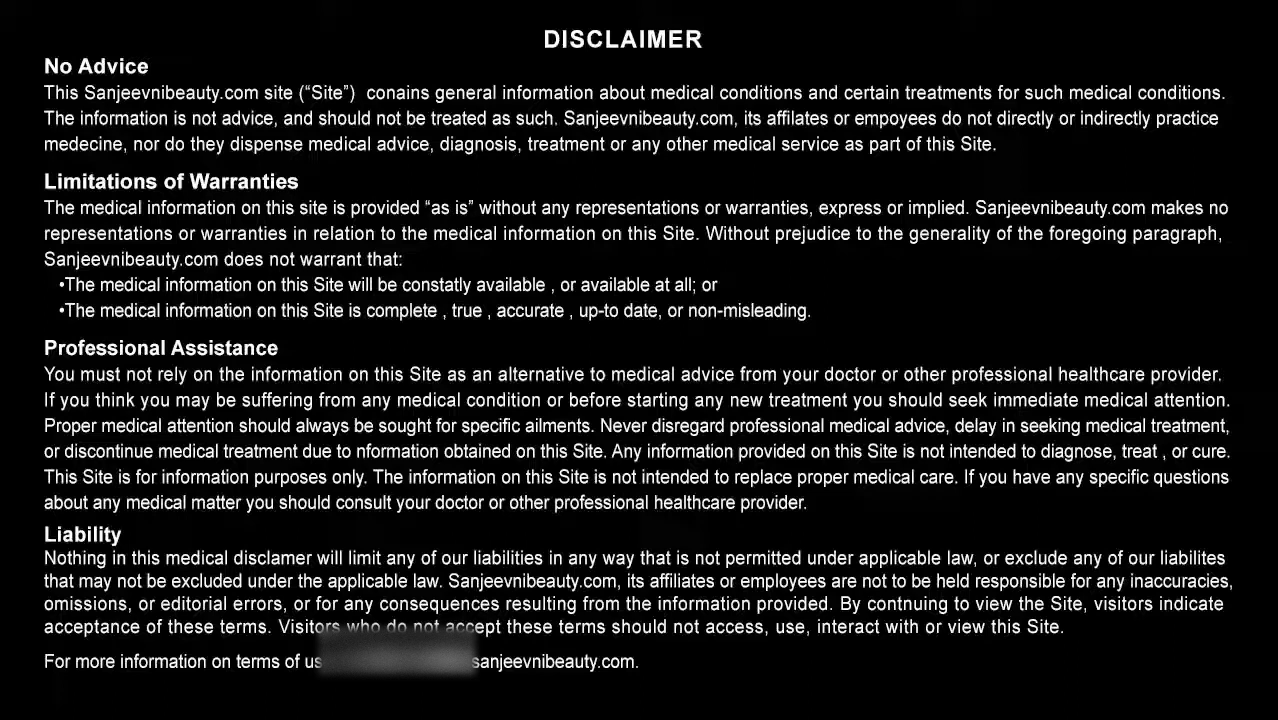 DISCLAIMER
No Advice
This Sanjeevnibeauty.com site (“Site”)  conains general information about medical conditions and certain treatments for such medical conditions.
The information is not advice, and should not be treated as such. Sanjeevnibeauty.com, its affilates or empoyees do not directly or indirectly practice
medecine, nor do they dispense medical advice, diagnosis, treatment or any other medical service as part of this Site.
Limitations of Warranties
The medical information on this site is provided “as is” without any representations or warranties, express or implied. Sanjeevnibeauty.com makes no
representations or warranties in relation to the medical information on this Site. Without prejudice to the generality of the foregoing paragraph,
Sanjeevnibeauty.com does not warrant that:
•The medical information on this Site will be constatly available , or available at all; or
•The medical information on this Site is complete , true , accurate , up-to date, or non-misleading.
Professional Assistance
You must not rely on the information on this Site as an alternative to medical advice from your doctor or other professional healthcare provider.
If you think you may be suffering from any medical condition or before starting any new treatment you should seek immediate medical attention.
Proper medical attention should always be sought for specific ailments. Never disregard professional medical advice, delay in seeking medical treatment,
or discontinue medical treatment due to nformation obtained on this Site. Any information provided on this Site is not intended to diagnose, treat , or cure.
This Site is for information purposes only. The information on this Site is not intended to replace proper medical care. If you have any specific questions
about any medical matter you should consult your doctor or other professional healthcare provider.
Liability
Nothing in this medical disclamer will limit any of our liabilities in any way that is not permitted under applicable law, or exclude any of our liabilites
that may not be excluded under the applicable law. Sanjeevnibeauty.com, its affiliates or employees are not to be held responsible for any inaccuracies,
omissions, or editorial errors, or for any consequences resulting from the information provided. By contnuing to view the Site, visitors indicate
acceptance of these terms. Visitors who do not accept these terms should not access, use, interact with or view this Site.
For more information on terms of us sanjeevnibeauty.com.